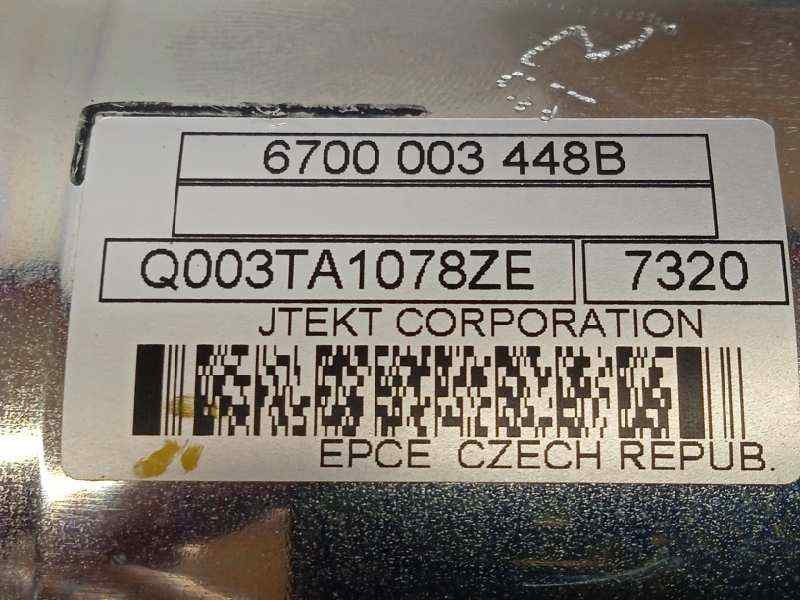 6700 003 448B
Q003TA1078ZE 7320
JTEKT CORPORATION
EPCE CZECH REPUB.